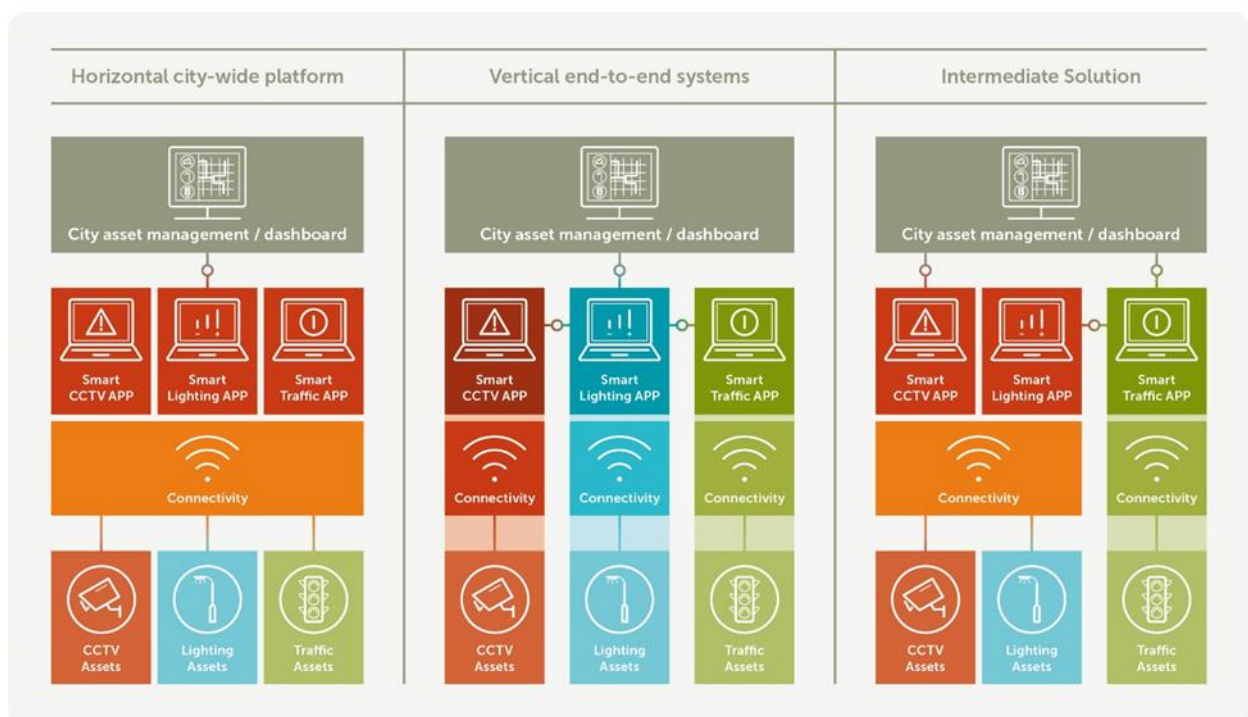 Horizontal city-wide platform
Vertical end-to-end systems
Intermediate Solution
City asset management / dashboard
City asset management / dashboard
City asset management / dashboard
Smart
CCTV APP
Smart
Lighting APP
Smart
Traffic APP
Smart
CCTV APP
Smart
Lighting APP
Smart
Traffic APP
Smart
CCTV APP
Smart
Lighting APP
Smart
Traffic APP
Connectivity
Connectivity
Connectivity
Connectivity
Connectivity
Connectivity
CCTV
Assets
Lighting
Assets
Traffic
Assets
CCTV
Assets
Lighting
Assets
Traffic
Assets
CCTV
Assets
Lighting
Assets
Traffic
Assets